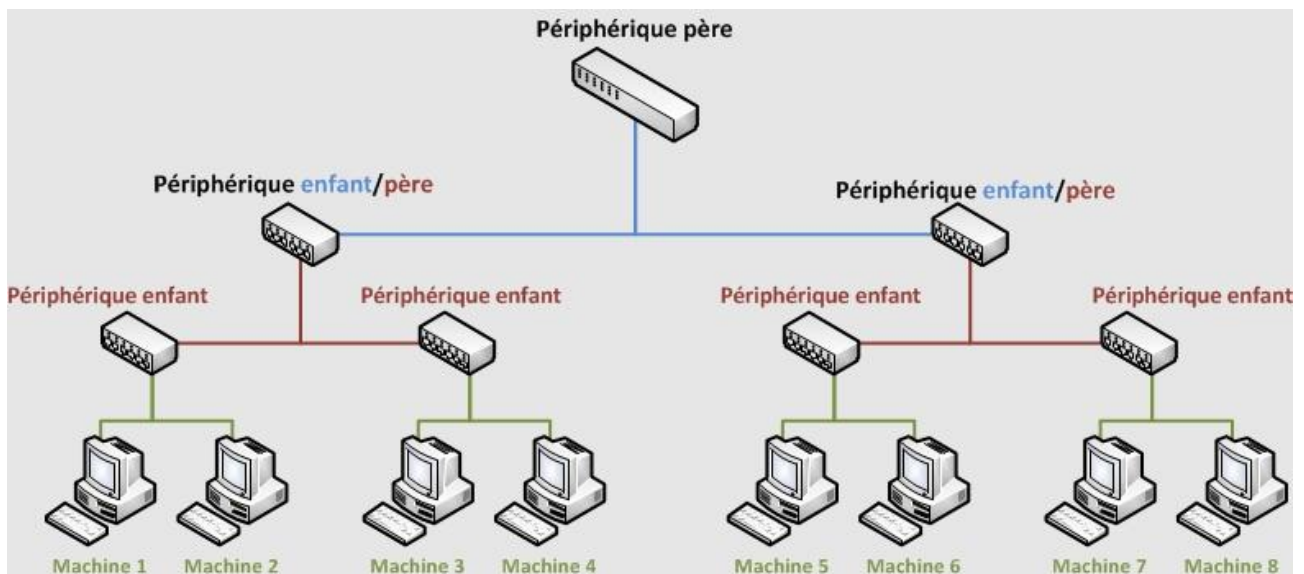 Périphérique père
Périphérique enfant/père
Périphérique enfant/père
Périphérique enfant
Périphérique enfant
Périphérique enfant
Périphérique enfant
Machine 1
Machine 2
Machine 3
Machine 4
Machine 5
Machine 6
Machine 7
Machine 8